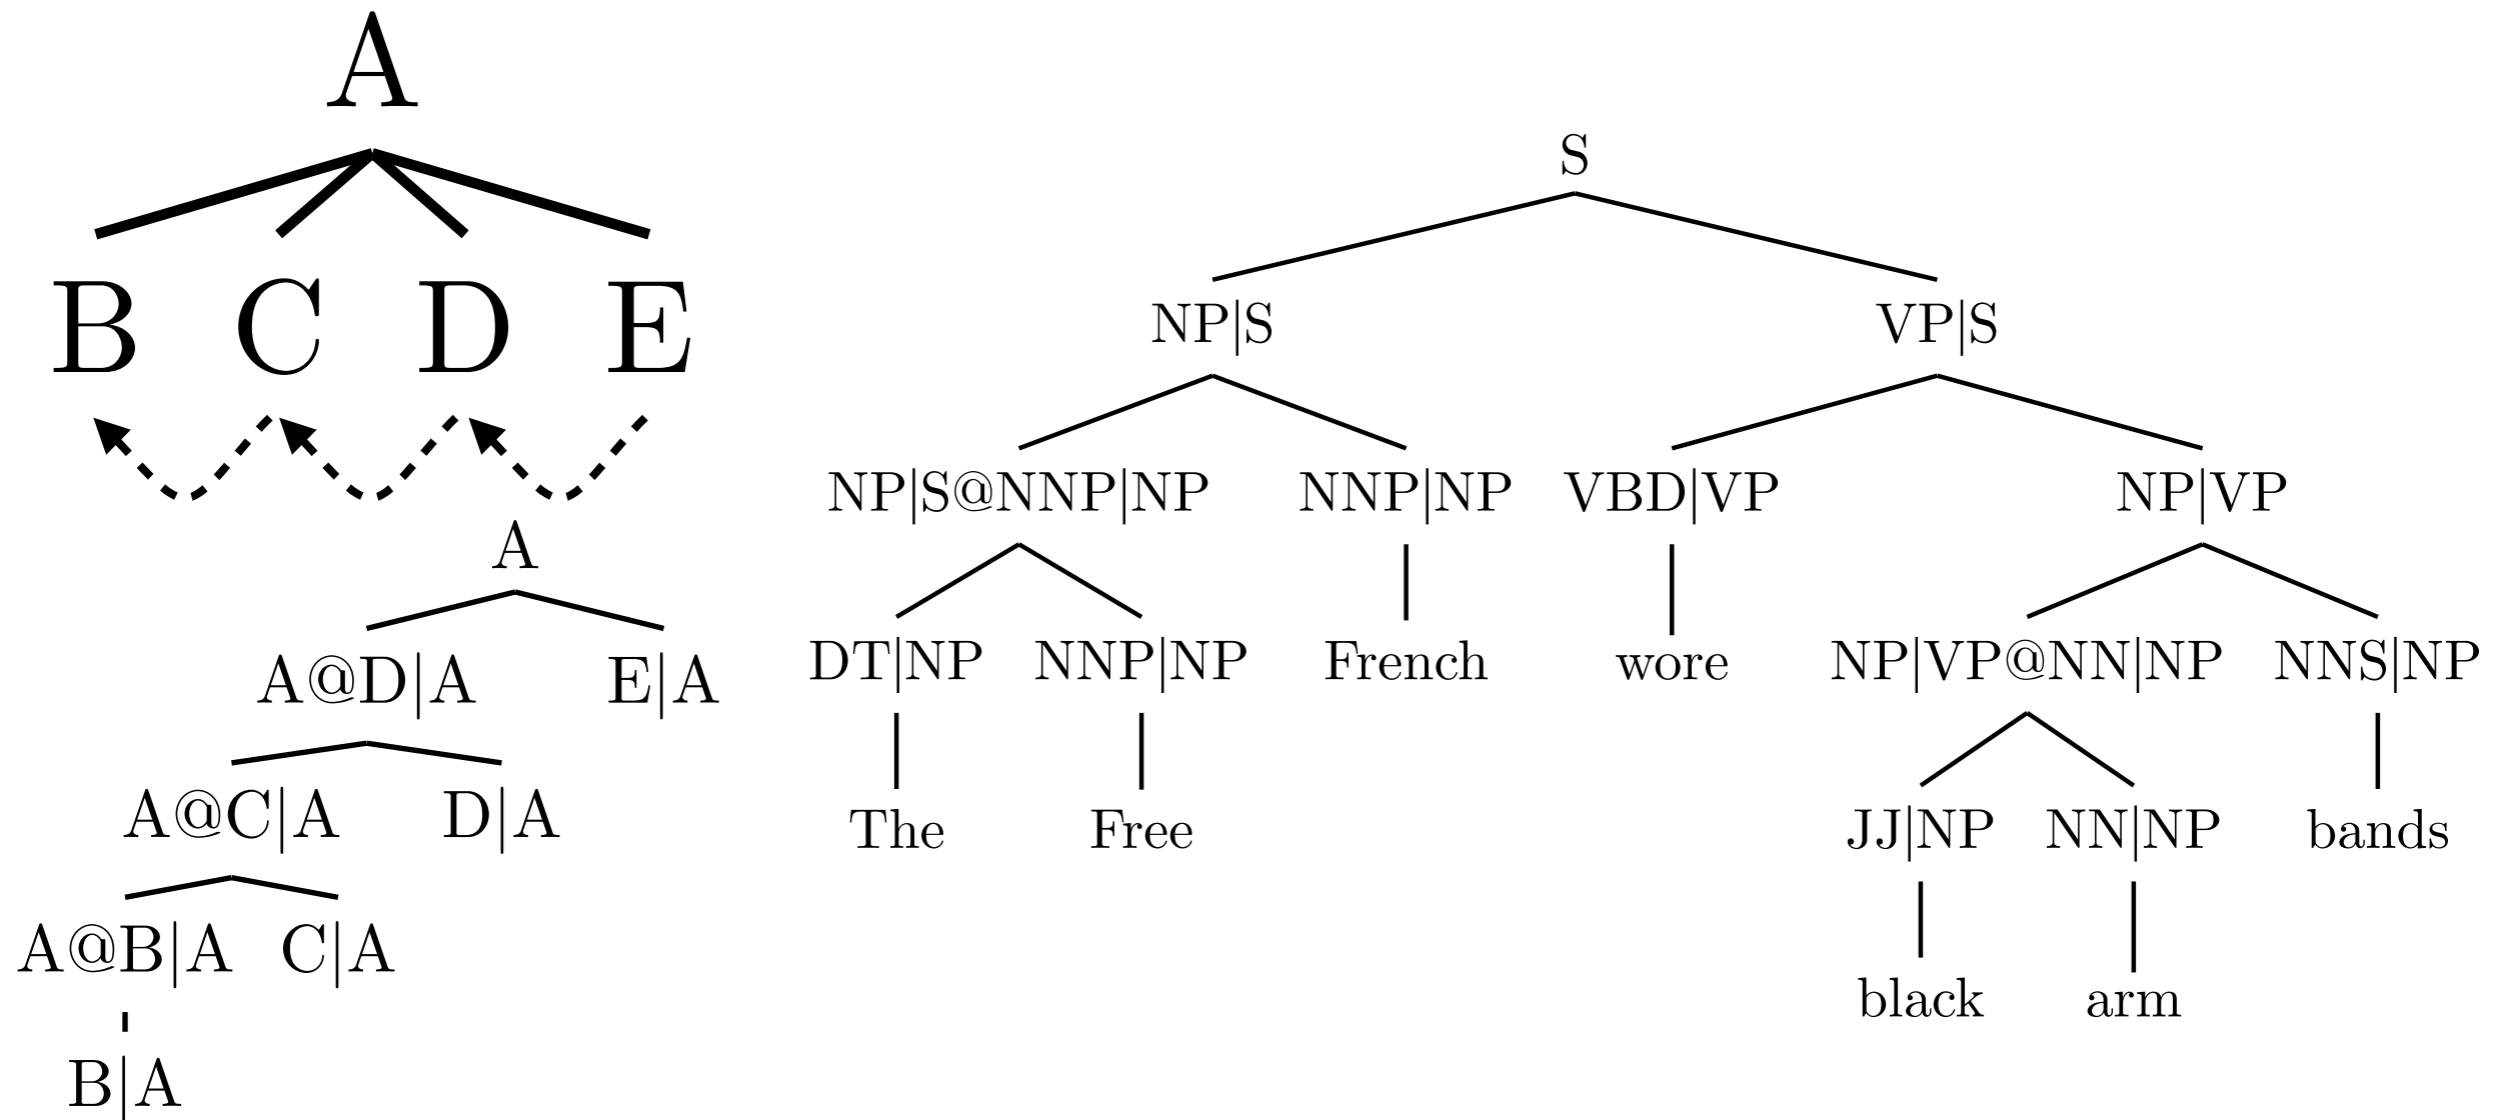 A
B C D E
A
A@D|A E|A
A@C|A D|A
A@B|A C|A
B|A
S
NP|S VP|S
NP|S@NNP|NP NNP|NP VBD|VP NP|VP
DT|NP NNP|NP French wore NP|VP@NN|NP NNS|NP
The Free JJ|NP NN|NP bands
black arm